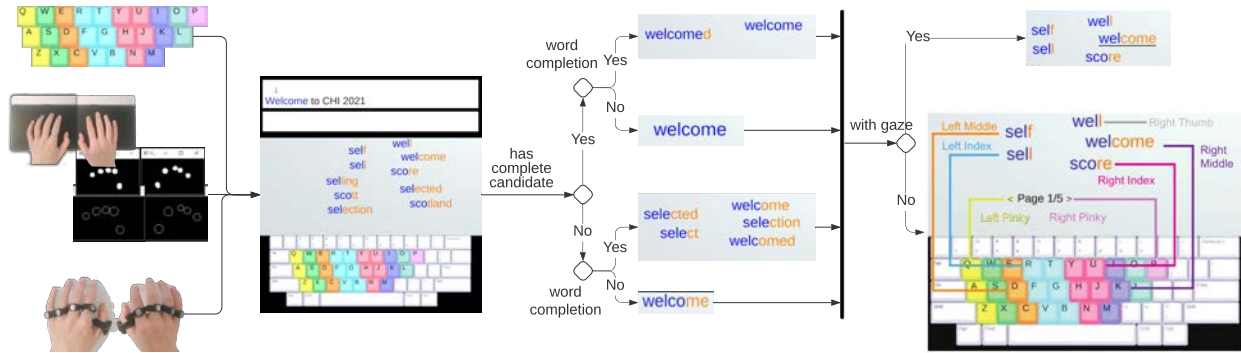 Q W E R T Y U I O P
A S D F G H J K L
Z X C V B N M
↓
Welcome to CHI 2021
self
well
sell
welcome
score
selling
scott
selected
selection
scotland
Q W E R T Y U I O P
A S D F G H J K L
Z X C V B N M
has
complete
candidate
Yes
No
word
completion
Yes
No
welcomed
welcome
welcome
word
completion
Yes
No
selected
select
welcome
selection
welcomed
welcome
with gaze
Yes
No
self
sell
well
welcome
score
Left Middle
self
Left Index
sell
well
Right Thumb
welcome
Right
Middle
score
Right Index
< Page 1/5 >
Left Pinky
Right Pinky
Q W E R T Y U I O P
A S D F G H J K L
Z X C V B N M